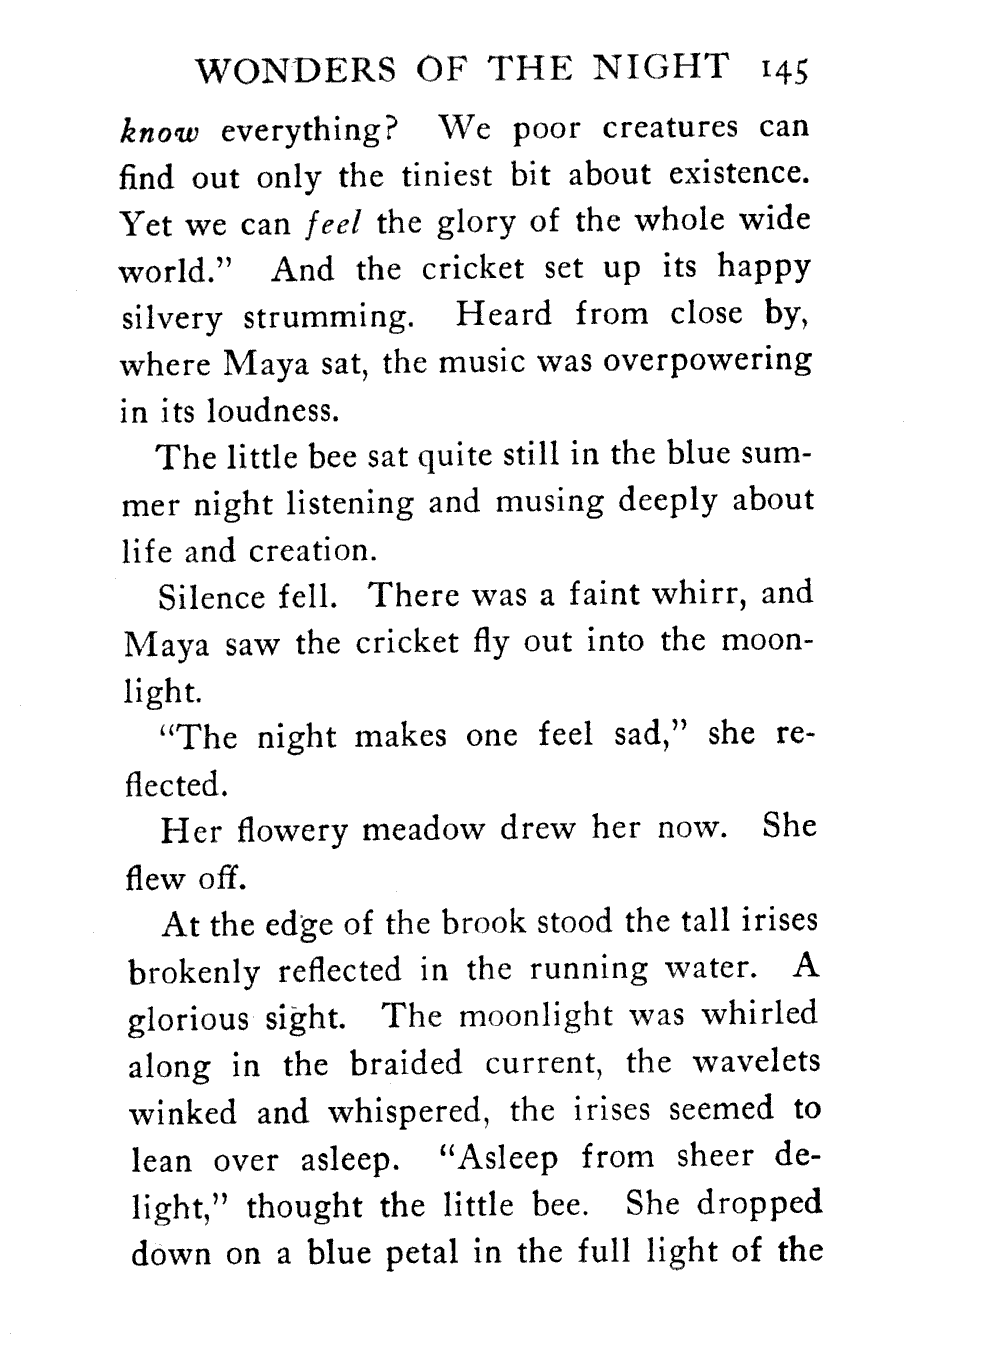 WONDERS OF THE NIGHT 145
know everything? We poor creatures can
find out only the tiniest bit about existence.
Yet we can feel the glory of the whole wide
world.” And the cricket set up its happy
silvery strumming. Heard from close by,
where Maya sat, the music was overpowering
in its loudness.
The little bee sat quite still in the blue sum-
mer night listening and musing deeply about
life and creation.
Silence fell. There was a faint whirr, and
Maya saw the cricket fly out into the moon-
light.
“The night makes one feel sad,” she re-
flected.
Her flowery meadow drew her now. She
flew off.
At the edge of the brook stood the tall irises
brokenly reflected in the running water. A
glorious sight. The moonlight was whirled
along in the braided current, the wavelets
winked and whispered, the irises seemed to
lean over asleep. “Asleep from sheer de-
light,” thought the little bee. She dropped
down on a blue petal in the full light of the